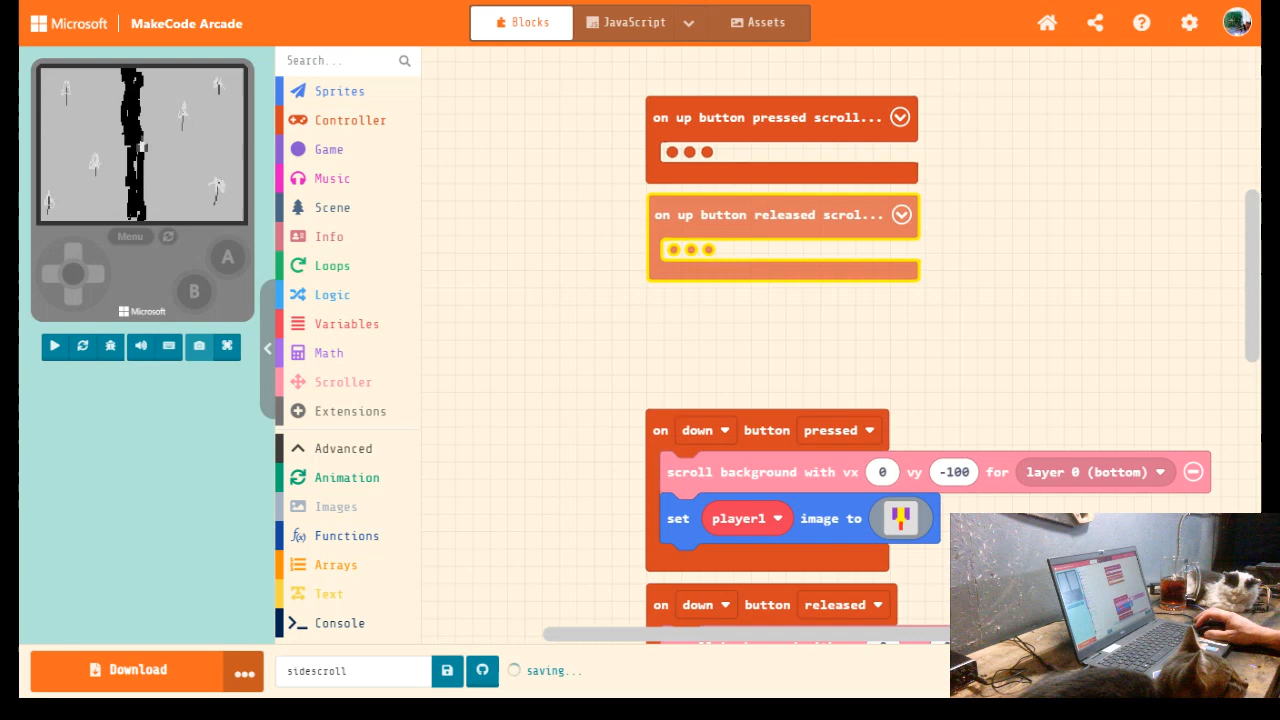 Microsoft MakeCode Arcade
Blocks
JavaScript
Assets
Search...
Sprites
Controller
Game
Music
Scene
Info
Loops
Logic
Variables
Math
Scroller
Extensions
Advanced
Animation
Images
f(x) Functions
Arrays
Text
Console
Menu
A
B
Microsoft
on up button pressed scroll...
on up button released scrol...
on down button pressed
scroll background with vx 0 vy -100 for layer 0 (bottom)
set player1 image to
on down button released
Download
sidescroll
saving...